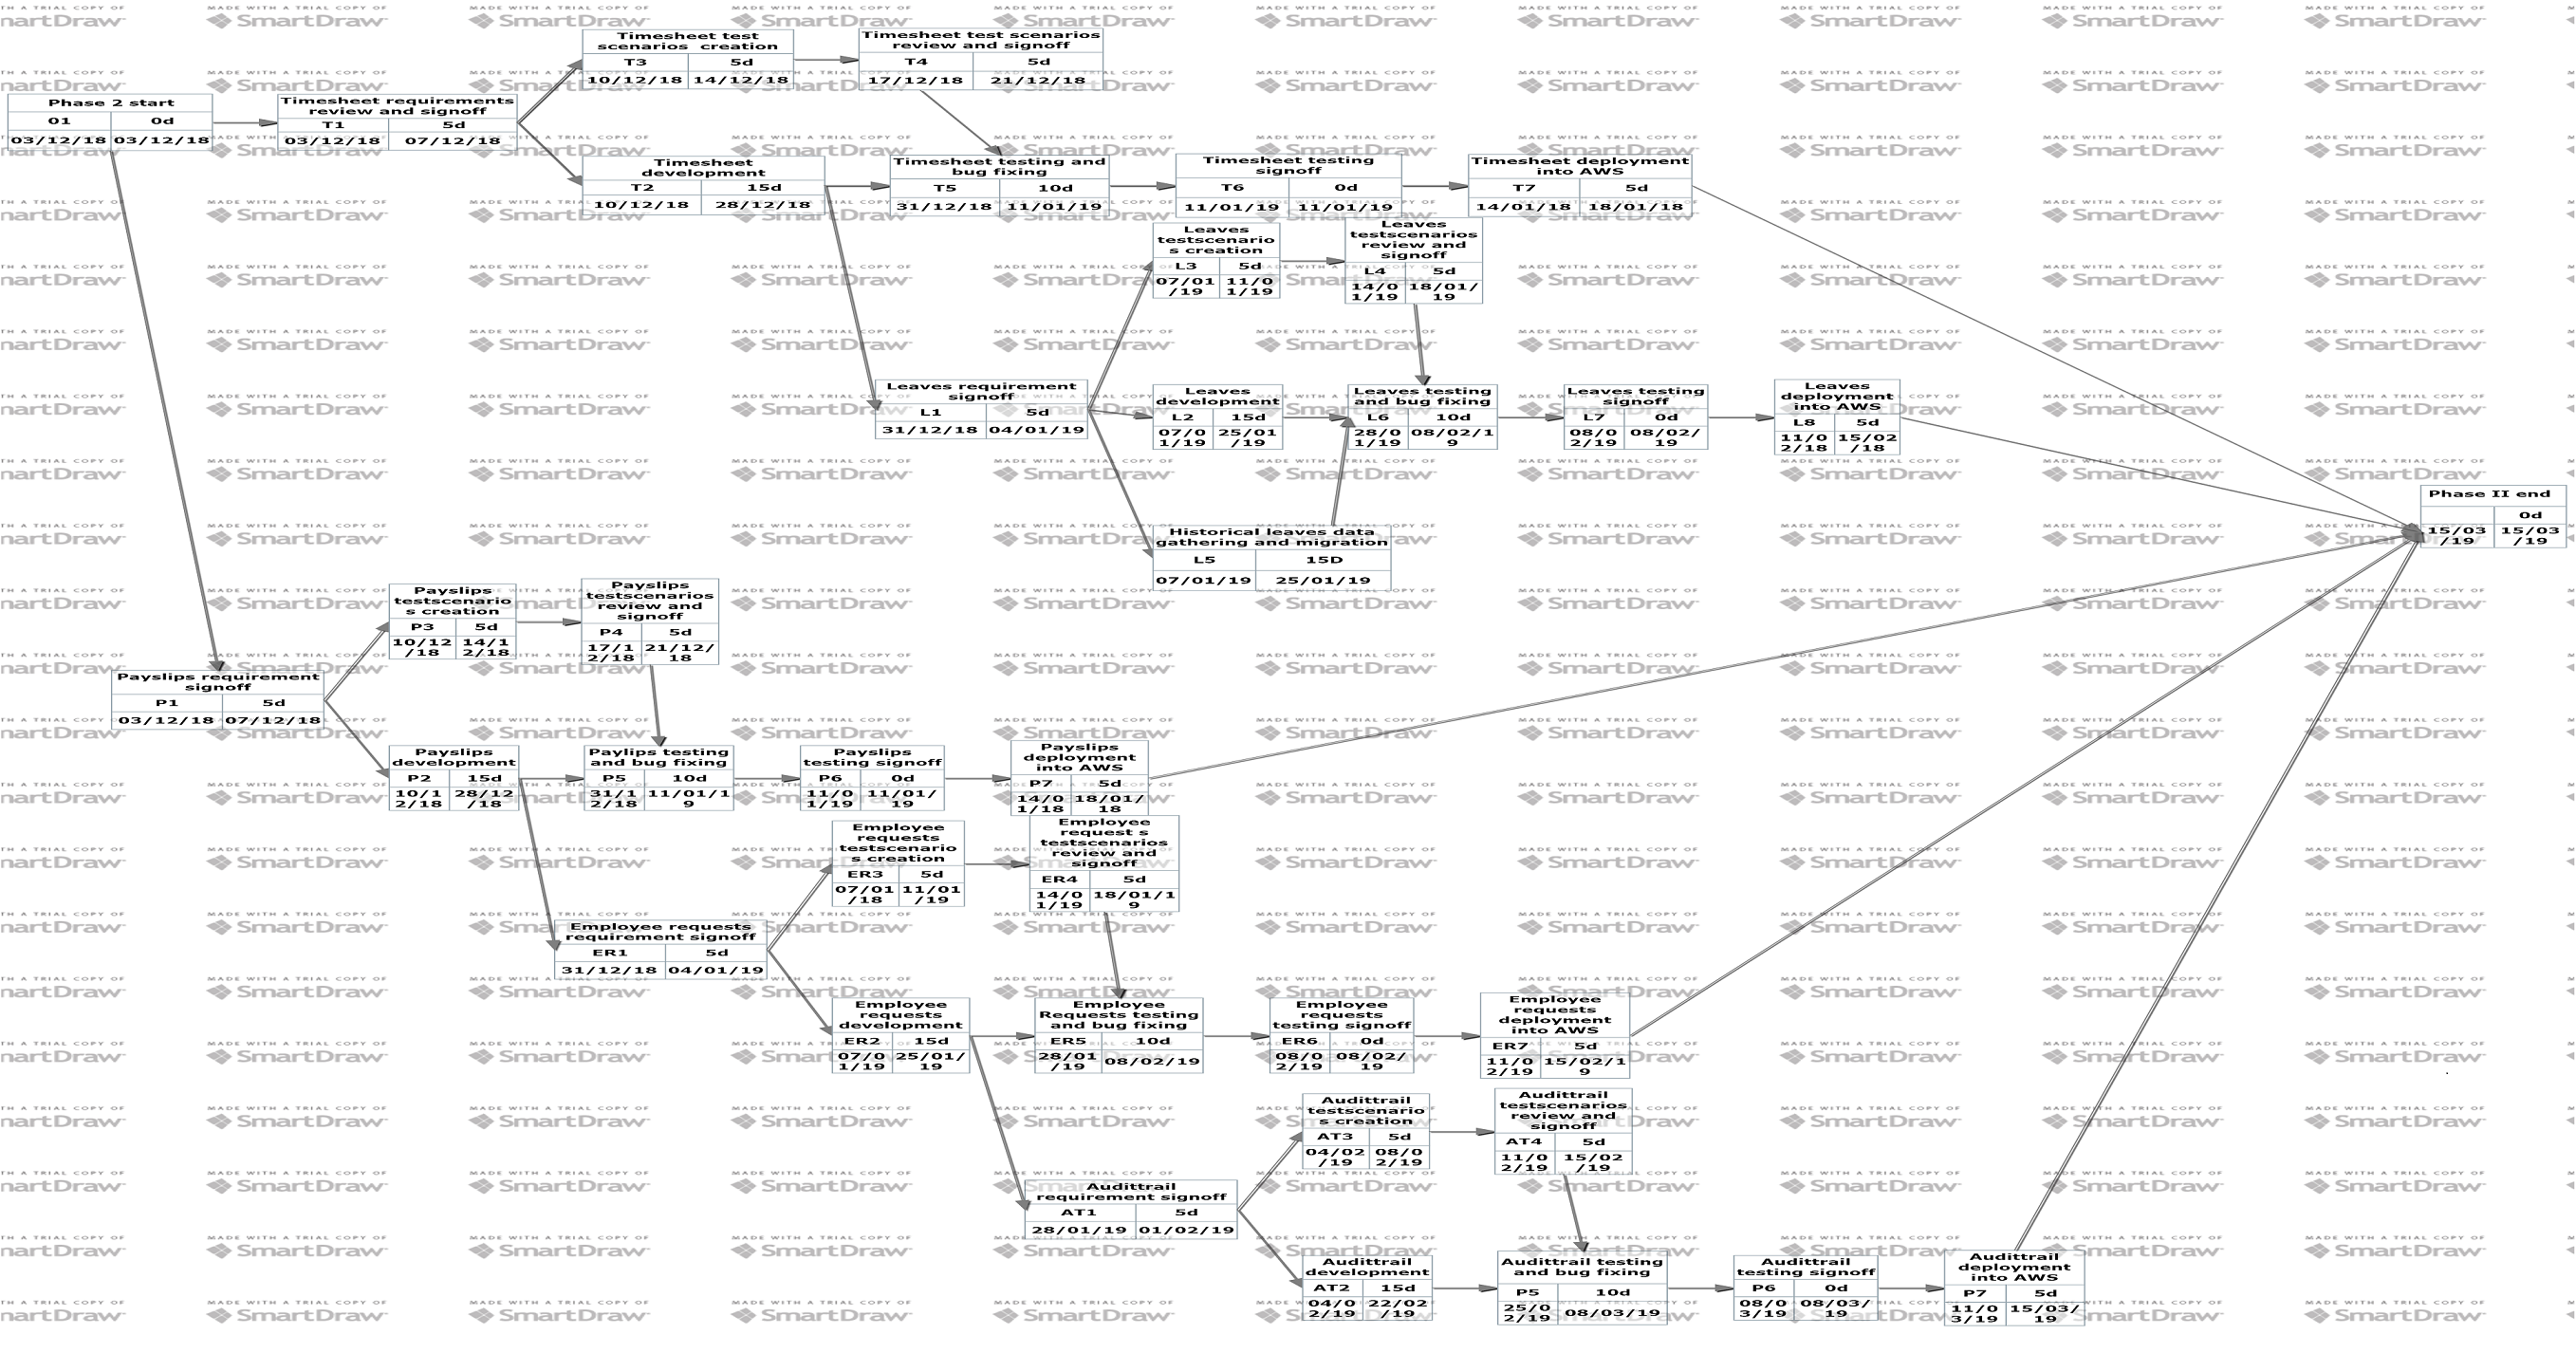 Timesheet test
scenarios creation
T3 5d
10/12/18 14/12/18
Timesheet test scenarios
review and signoff
T4 5d
17/12/18 21/12/18
Phase 2 start
01 0d
03/12/18 03/12/18
Timesheet requirements
review and signoff
T1 5d
03/12/18 07/12/18
Timesheet
development
T2 15d
10/12/18 28/12/18
Timesheet testing and
bug fixing
T5 10d
31/12/18 11/01/19
Timesheet testing
signoff
T6 0d
11/01/19 11/01/19
Timesheet deployment
into AWS
T7 5d
14/01/18 18/01/18
Leaves
testscenario
s creation
L3 5d
07/01 11/0
/19 1/19
Leaves
testscenarios
review and
signoff
L4 5d
14/0 18/01/
1/19 19
Leaves requirement
signoff
L1 5d
31/12/18 04/01/19
Leaves
development
L2 15d
07/0 25/01
1/19 /19
Leaves testing
and bug fixing
L6 10d
28/0 08/02/1
1/19 9
Leaves testing
signoff
L7 0d
08/0 08/02/
2/19 19
Leaves
deployment
into AWS
L8 5d
11/0 15/02
2/18 /18
Phase II end
0d
15/03 15/03
/19 /19
Historical leaves data
gathering and migration
L5 15D
07/01/19 25/01/19
Payslips
testscenario
s creation
P3 5d
10/12 14/1
/18 2/18
Payslips
testscenarios
review and
signoff
P4 5d
17/1 21/12/
2/18 18
Payslips requirement
signoff
P1 5d
03/12/18 07/12/18
Payslips
development
P2 15d
10/1 28/12
2/18 /18
Paylips testing
and bug fixing
P5 10d
31/1 11/01/1
2/18 9
Payslips
testing signoff
P6 0d
11/0 11/01/
1/19 19
Payslips
deployment
into AWS
P7 5d
14/0 18/01/
1/18 18
Employee
requests
testscenario
s creation
ER3 5d
07/01 11/01
/18 /19
Employee
request s
testscenarios
review and
signoff
ER4 5d
14/0 18/01/1
1/19 9
Employee requests
requirement signoff
ER1 5d
31/12/18 04/01/19
Employee
requests
development
ER2 15d
07/0 25/01/
1/19 19
Employee
Requests testing
and bug fixing
ER5 10d
28/01 08/02/19
/19
Employee
requests
testing signoff
ER6 0d
08/0 08/02/
2/19 19
Employee
requests
deployment
into AWS
ER7 5d
11/0 15/02/1
2/19 9
Audittrail
testscenario
s creation
AT3 5d
04/02 08/0
/19 2/19
Audittrail
testscenarios
review and
signoff
AT4 5d
11/0 15/02
2/19 /19
Audittrail
requirement signoff
AT1 5d
28/01/19 01/02/19
Audittrail
development
AT2 15d
04/0 22/02
2/19 /19
Audittrail testing
and bug fixing
P5 10d
25/0 08/03/19
2/19
Audittrail
testing signoff
P6 0d
08/0 08/03/
3/19 19
Audittrail
deployment
into AWS
P7 5d
11/0 15/03/
3/19 19
MADE WITH A TRIAL COPY OF
SmartDraw